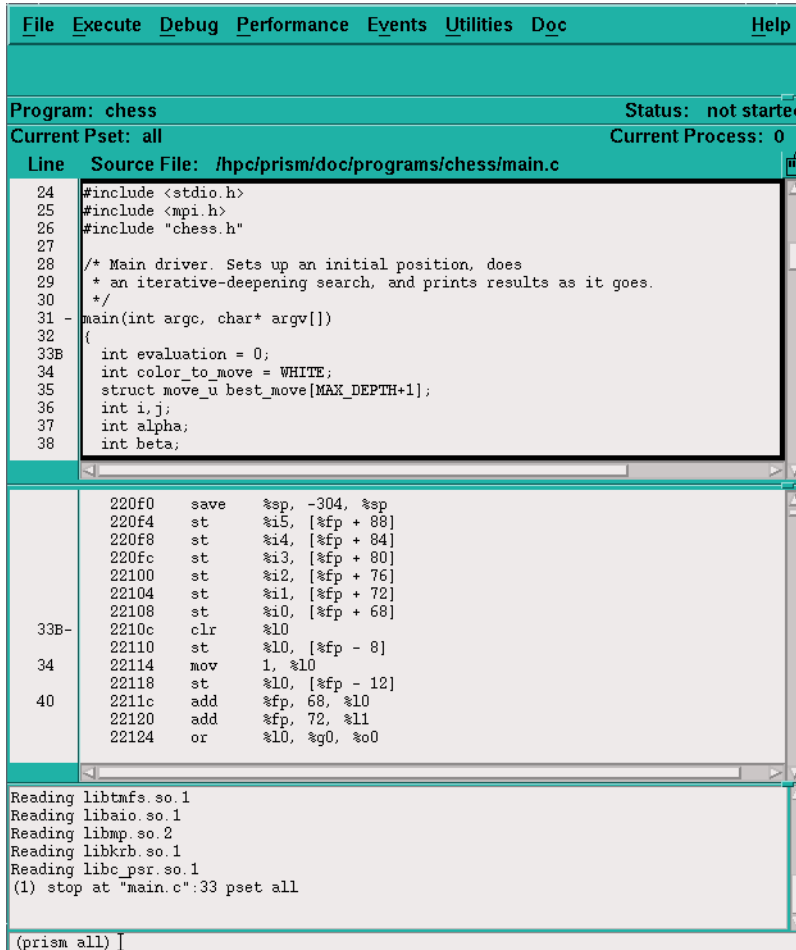 File Execute Debug Performance Events Utilities Doc Help
Program: chess Status: not started
Current Pset: all Current Process: 0
Line Source File: /hpc/prism/doc/programs/chess/main.c
24 #include <stdio.h>
25 #include <mpi.h>
26 #include "chess.h"
27
28 /* Main driver. Sets up an initial position, does
29 * an iterative-deepening search, and prints results as it goes.
30 */
31 - main(int argc, char* argv[])
32 {
33B int evaluation = 0;
34 int color_to_move = WHITE;
35 struct move_u best_move[MAX_DEPTH+1];
36 int i,j;
37 int alpha;
38 int beta;
220f0 save %sp, -304, %sp
220f4 st %i5, [%fp + 88]
220f8 st %i4, [%fp + 84]
220fc st %i3, [%fp + 80]
22100 st %i2, [%fp + 76]
22104 st %i1, [%fp + 72]
22108 st %i0, [%fp + 68]
33B- 2210c clr %l0
22110 st %l0, [%fp - 8]
34 22114 mov 1, %l0
22118 st %l0, [%fp - 12]
40 2211c add %fp, 68, %l0
22120 add %fp, 72, %l1
22124 or %l0, %g0, %o0
Reading libtmfs.so.1
Reading libaio.so.1
Reading libmp.so.2
Reading libkrb.so.1
Reading libc_psr.so.1
(1) stop at "main.c":33 pset all
(prism all)